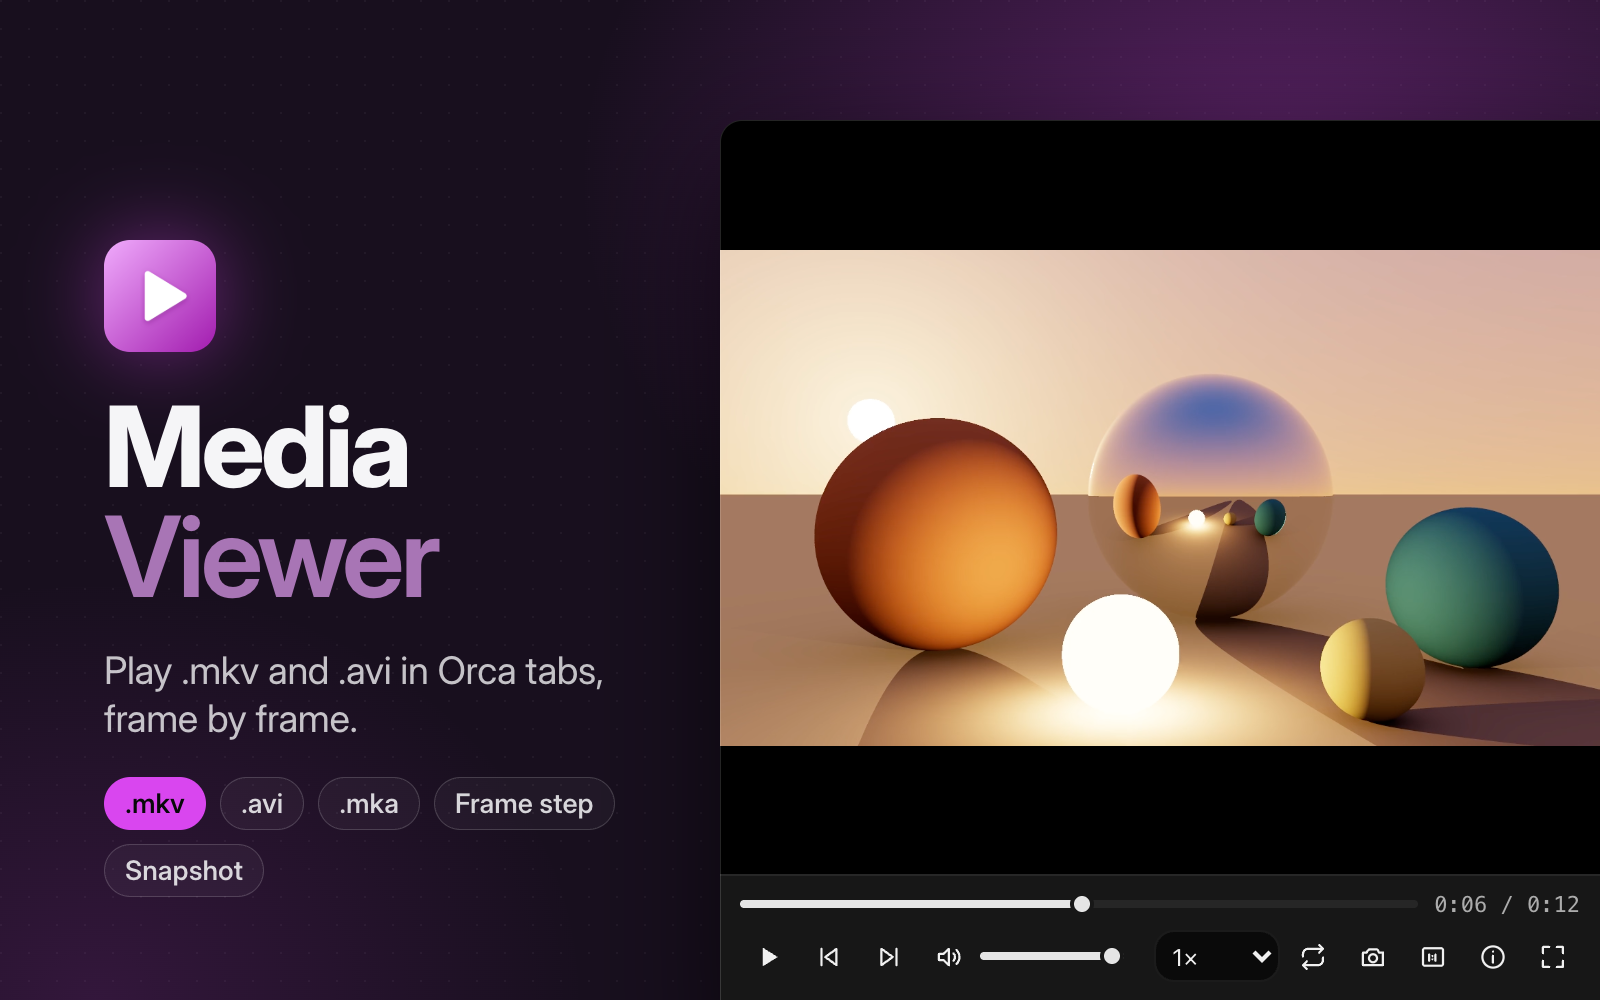 Media
Viewer
Play .mkv and .avi in Orca tabs,
frame by frame.
.mkv
.avi
.mka
Frame step
Snapshot
0:06 / 0:12
1x